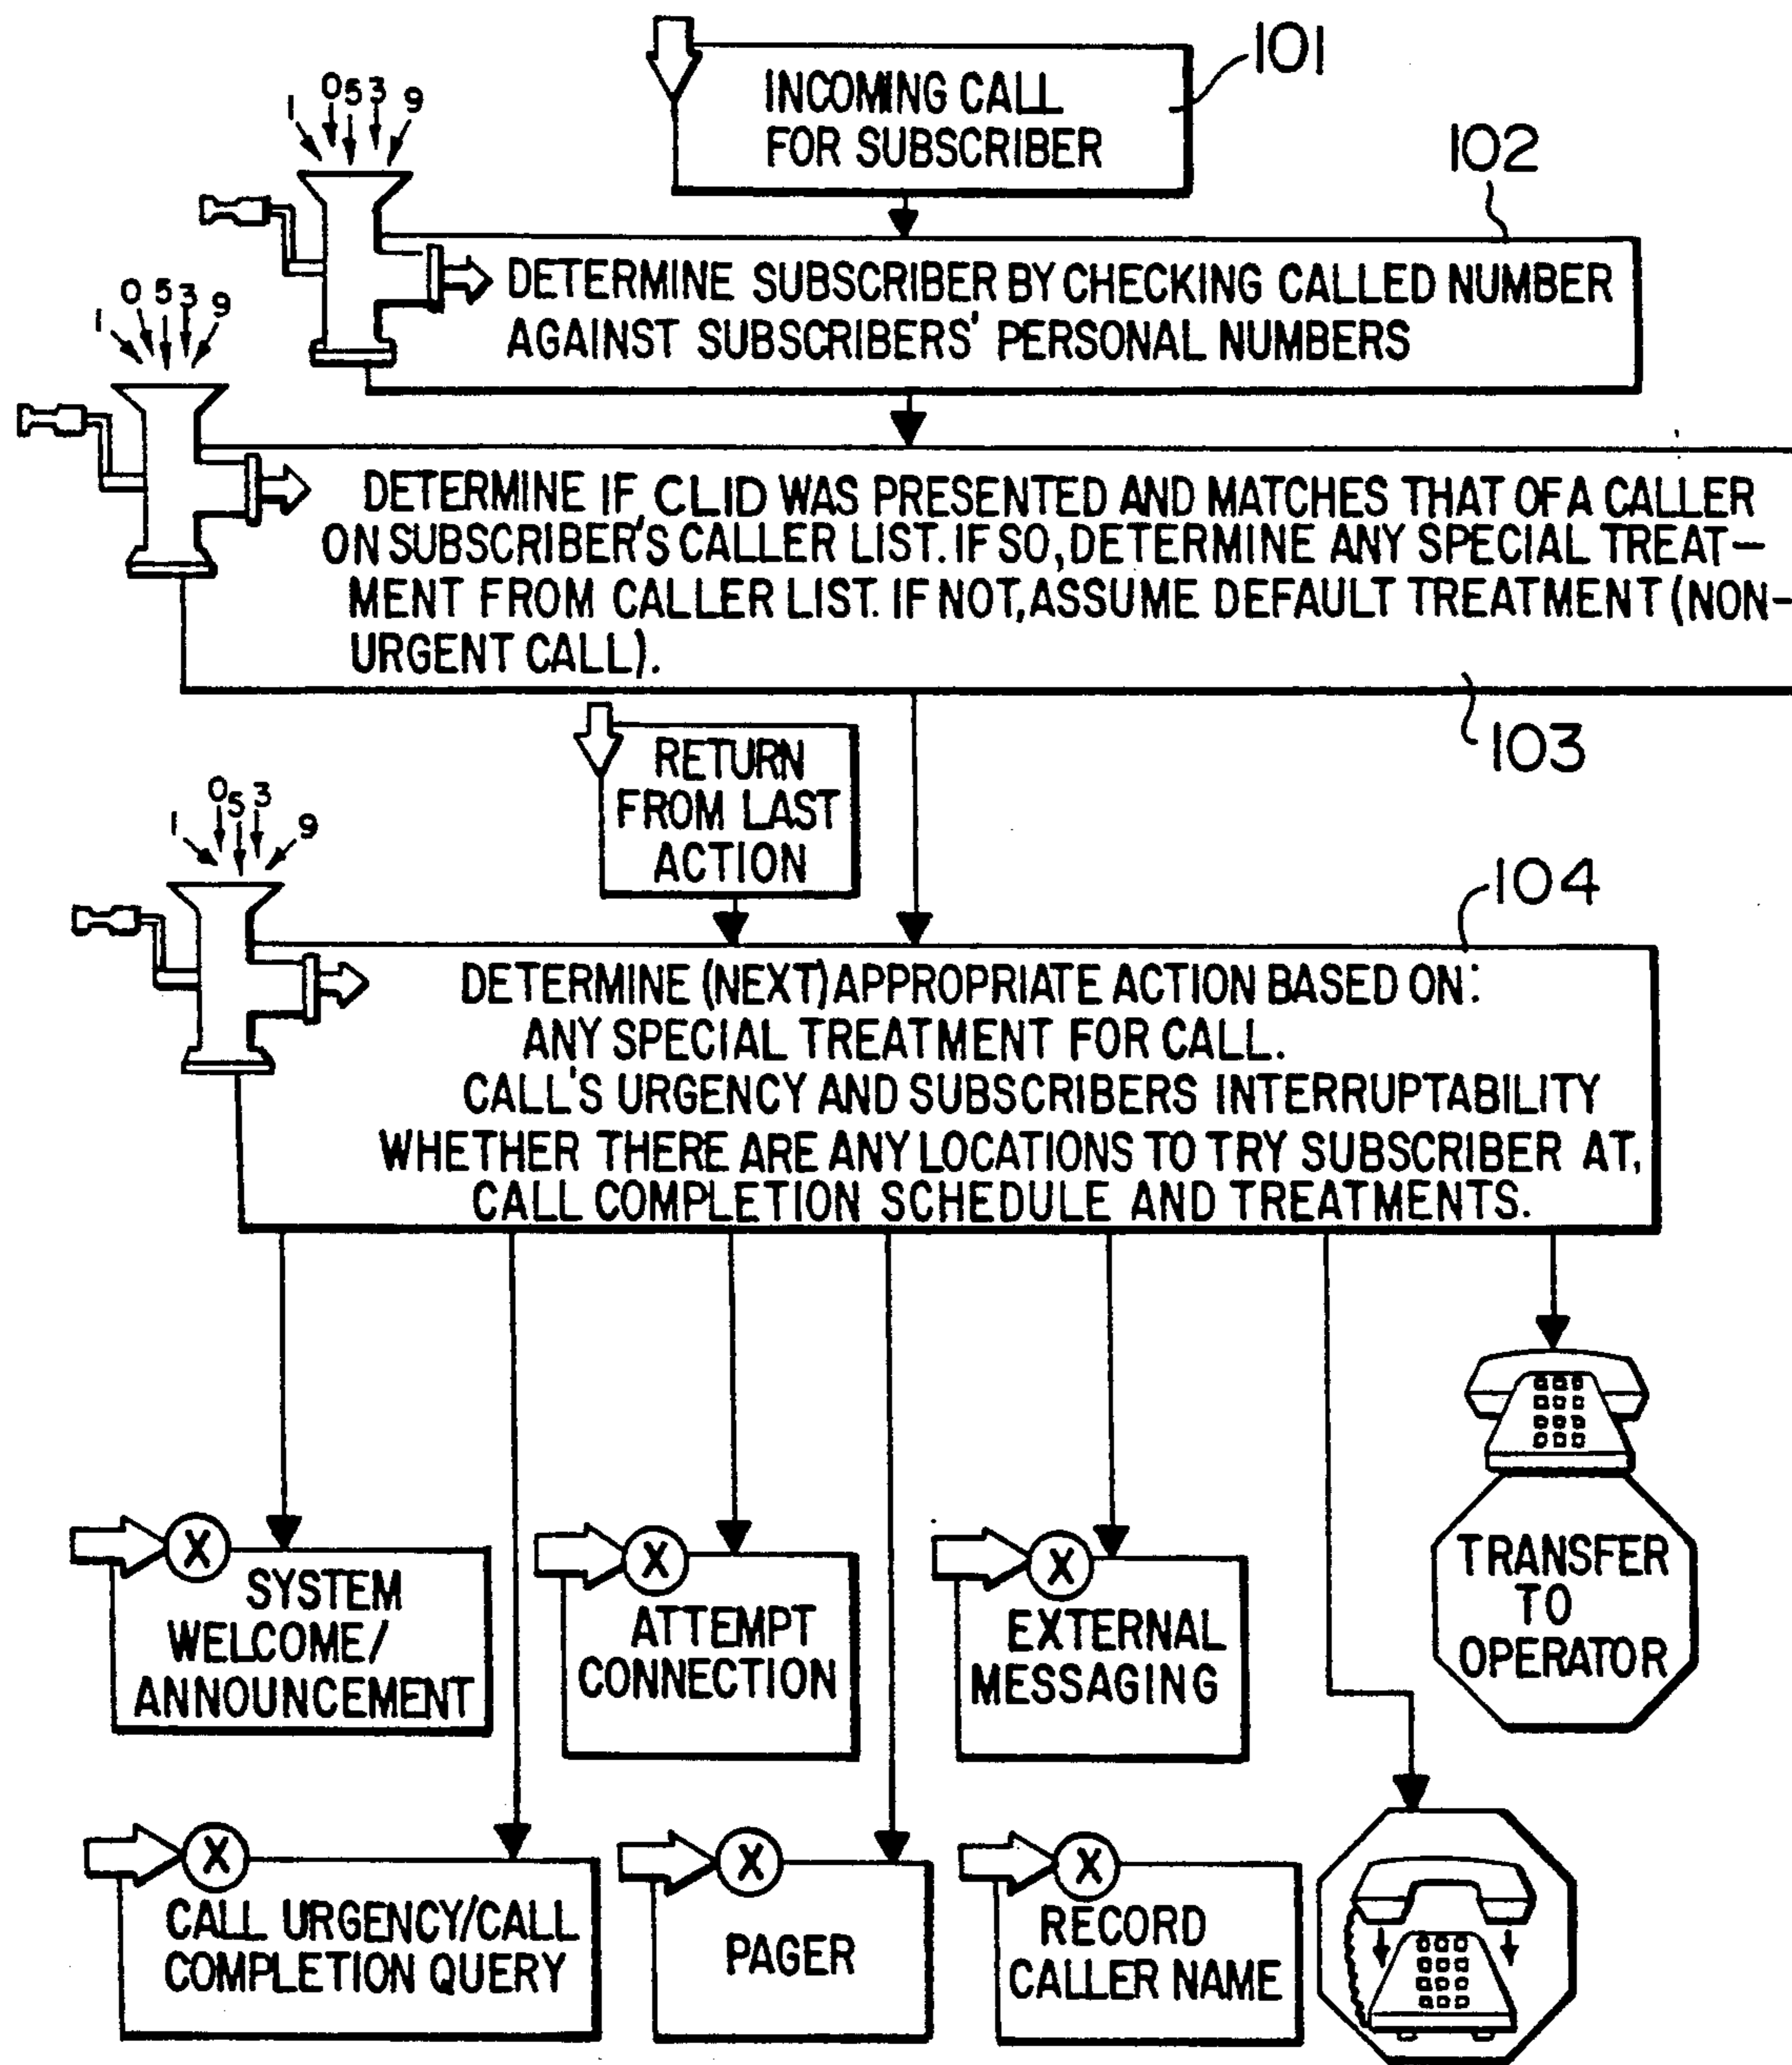 101
INCOMING CALL
FOR SUBSCRIBER
1 0 5 3 9
102
DETERMINE SUBSCRIBER BY CHECKING CALLED NUMBER
AGAINST SUBSCRIBERS' PERSONAL NUMBERS
1 0 5 3 9
DETERMINE IF CLID WAS PRESENTED AND MATCHES THAT OF A CALLER
ON SUBSCRIBER'S CALLER LIST. IF SO, DETERMINE ANY SPECIAL TREAT-
MENT FROM CALLER LIST. IF NOT, ASSUME DEFAULT TREATMENT (NON-
URGENT CALL).
103
RETURN
FROM LAST
ACTION
1 0 5 3 9
104
DETERMINE (NEXT) APPROPRIATE ACTION BASED ON:
ANY SPECIAL TREATMENT FOR CALL.
CALL'S URGENCY AND SUBSCRIBERS INTERRUPTABILITY
WHETHER THERE ARE ANY LOCATIONS TO TRY SUBSCRIBER AT,
CALL COMPLETION SCHEDULE AND TREATMENTS.
X
SYSTEM
WELCOME/
ANNOUNCEMENT
X
ATTEMPT
CONNECTION
X
EXTERNAL
MESSAGING
TRANSFER
TO
OPERATOR
X
CALL URGENCY/CALL
COMPLETION QUERY
X
PAGER
X
RECORD
CALLER NAME